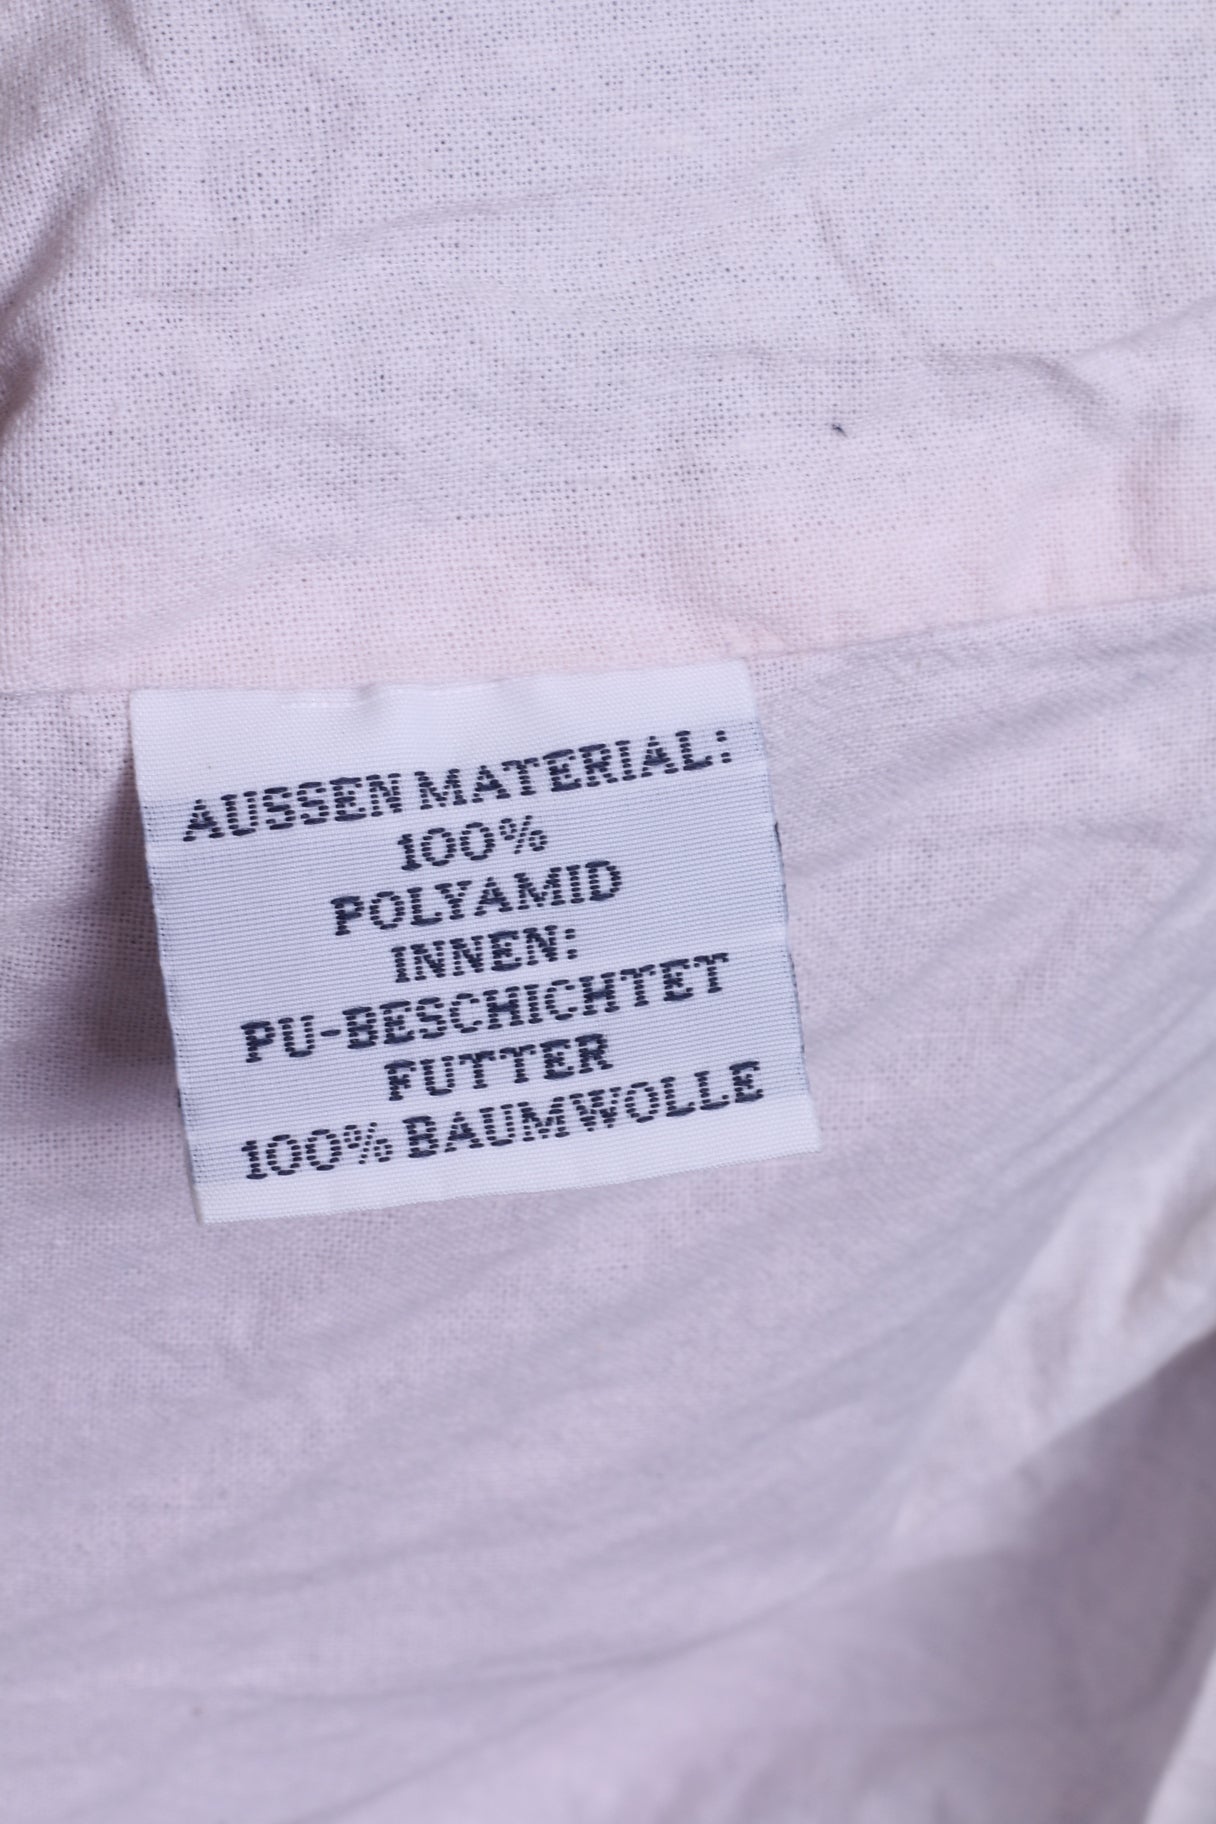 AUSSEN MATERIAL:
100%
POLYAMID
INNEN:
PU-BESCHICHTET
FUTTER
100% BAUMWOLLE